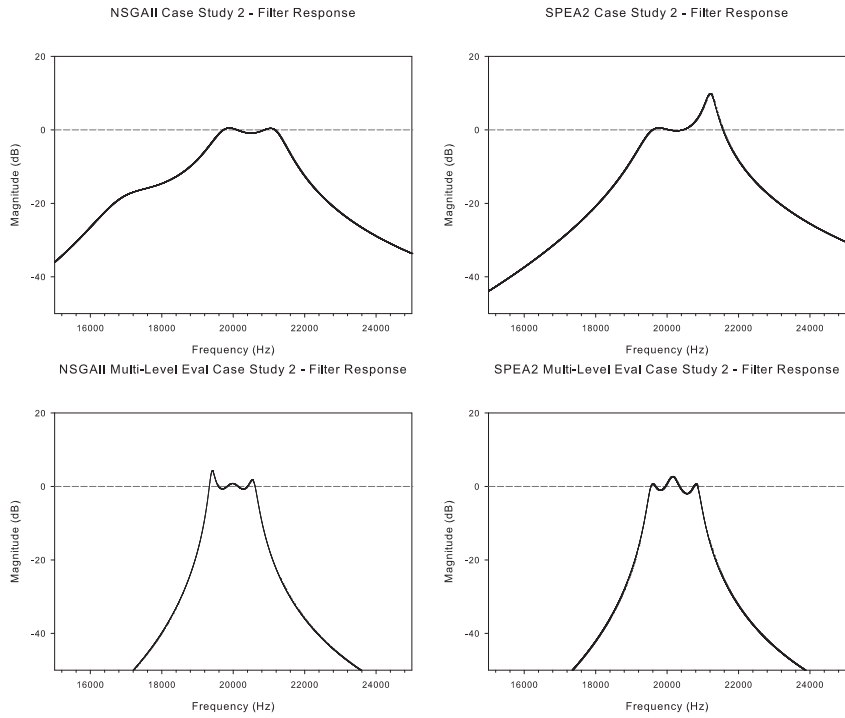 NSGAII Case Study 2 - Filter Response
20
0
-20
-40
Magnitude (dB)
16000 18000 20000 22000 24000
Frequency (Hz)
SPEA2 Case Study 2 - Filter Response
20
0
-20
-40
Magnitude (dB)
16000 18000 20000 22000 24000
Frequency (Hz)
NSGAII Multi-Level Eval Case Study 2 - Filter Response
20
0
-20
-40
Magnitude (dB)
16000 18000 20000 22000 24000
Frequency (Hz)
SPEA2 Multi-Level Eval Case Study 2 - Filter Response
20
0
-20
-40
Magnitude (dB)
16000 18000 20000 22000 24000
Frequency (Hz)